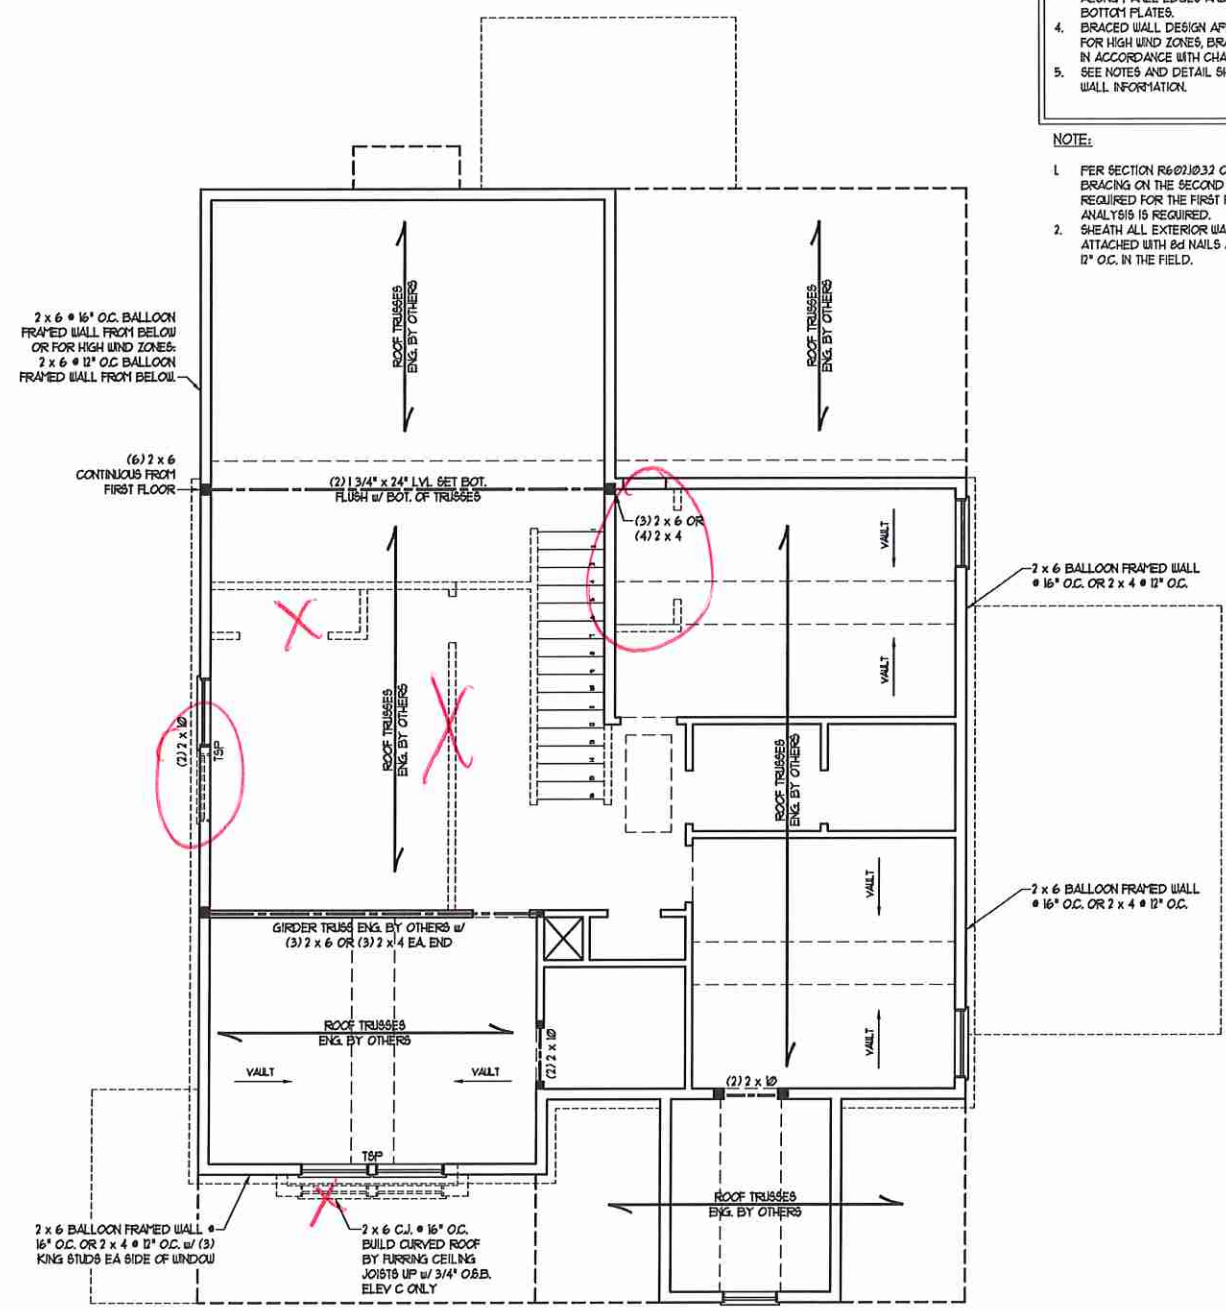 BOTTOM PLATES.
4. BRACED WALL DESIGN
FOR HIGH WIND ZONES,
IN ACCORDANCE WITH
5. SEE NOTES AND DETAIL
WALL INFORMATION.
NOTE:
1. PER SECTION R602.10.3.2
BRACING ON THE SECOND
REQUIRED FOR THE FIRST
ANALYSIS IS REQUIRED.
2. SHEATH ALL EXTERIOR
ATTACHED WITH 8d NAILS
12" O.C. IN THE FIELD.
2 x 6 @ 16" O.C. BALLOON
FRAMED WALL FROM BELOW
OR FOR HIGH WIND ZONES:
2 x 6 @ 12" O.C. BALLOON
FRAMED WALL FROM BELOW.
ROOF TRUSSES
ENG. BY OTHERS
ROOF TRUSSES
ENG. BY OTHERS
(6) 2 x 6
CONTINUOUS FROM
FIRST FLOOR
(2) 1 3/4" x 24" LVL SET BOT.
FLUSH w/ BOT. OF TRUSSES
(3) 2 x 6 OR
(4) 2 x 4
VAULT
2 x 6 BALLOON FRAMED WALL
@ 16" O.C. OR 2 x 4 @ 12" O.C.
VAULT
(2) 2 x 10
TSP
ROOF TRUSSES
ENG. BY OTHERS
ROOF TRUSSES
ENG. BY OTHERS
VAULT
2 x 6 BALLOON FRAMED WALL
@ 16" O.C. OR 2 x 4 @ 12" O.C.
GIRDER TRUSS ENG. BY OTHERS w/
(3) 2 x 6 OR (3) 2 x 4 EA. END
ROOF TRUSSES
ENG. BY OTHERS
VAULT
VAULT
(2) 2 x 10
VAULT
(2) 2 x 10
TSP
ROOF TRUSSES
ENG. BY OTHERS
2 x 6 BALLOON FRAMED WALL @
16" O.C. OR 2 x 4 @ 12" O.C. w/ (3)
KING STUDS EA SIDE OF WINDOW
2 x 6 C.J. @ 16" O.C.
BUILD CURVED ROOF
BY FURRING CEILING
JOISTS UP w/ 3/4" O.S.B.
ELEV C ONLY